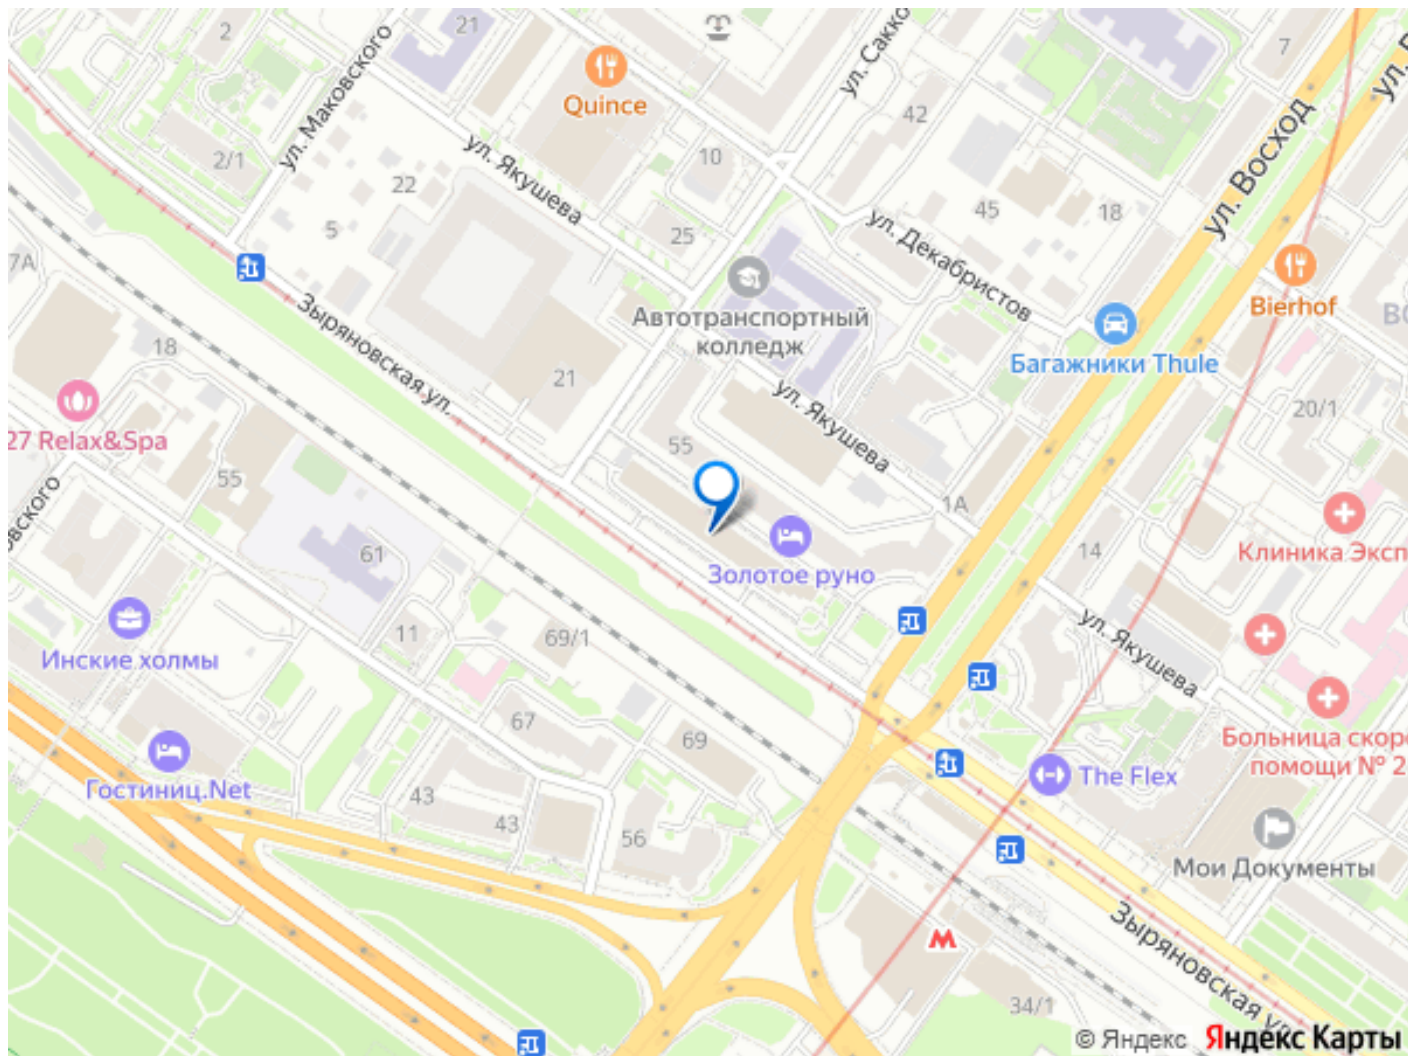 2
21
ул. Маковского
Quince
ул. Сакко
42
7
ул. Восход
2/1
22
5
ул. Якушева
10
25
45
18
ул. Декабристов
7А
Bierhof
Автотранспортный
колледж
Багажники Thule
Зыряновская ул.
18
21
27 Relax&Spa
20/1
ул. Якушева
55
55
1А
61
14
Клиника Эксп
Золотое руно
11
69/1
Инские холмы
ул. Якушева
67
69
Больница скоро
помощи № 2
Гостиниц.Net
The Flex
43
43
56
Мои Документы
М
34/1
Зыряновская ул.
© Яндекс Яндекс Карты